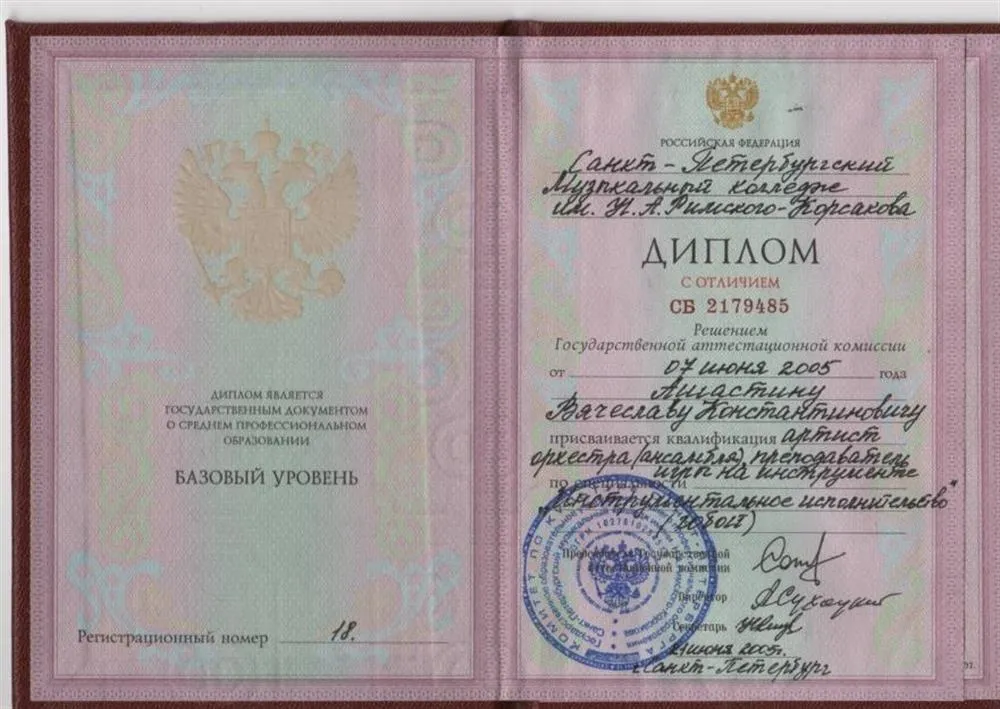 ДИПЛОМ ЯВЛЯЕТСЯ
ГОСУДАРСТВЕННЫМ ДОКУМЕНТОМ
О СРЕДНЕМ ПРОФЕССИОНАЛЬНОМ
ОБРАЗОВАНИИ
БАЗОВЫЙ УРОВЕНЬ
Регистрационный номер 18.
РОССИЙСКАЯ ФЕДЕРАЦИЯ
Санкт-Петербургский
Музыкальный колледж
им. Н.А.Римского-Корсакова
ДИПЛОМ
С ОТЛИЧИЕМ
СБ 2179485
Решением
Государственной аттестационной комиссии
от 07 июня 2005 года
Вячеславу Константиновичу
присваивается квалификация артист
оркестра (ансамбля), преподаватель
игры на инструменте
по специальности
"Инструментальное исполнительство"
(гобой)
Председатель Государственной
аттестационной комиссии
Директор
Секретарь
июня 2005г.
Санкт-Петербург